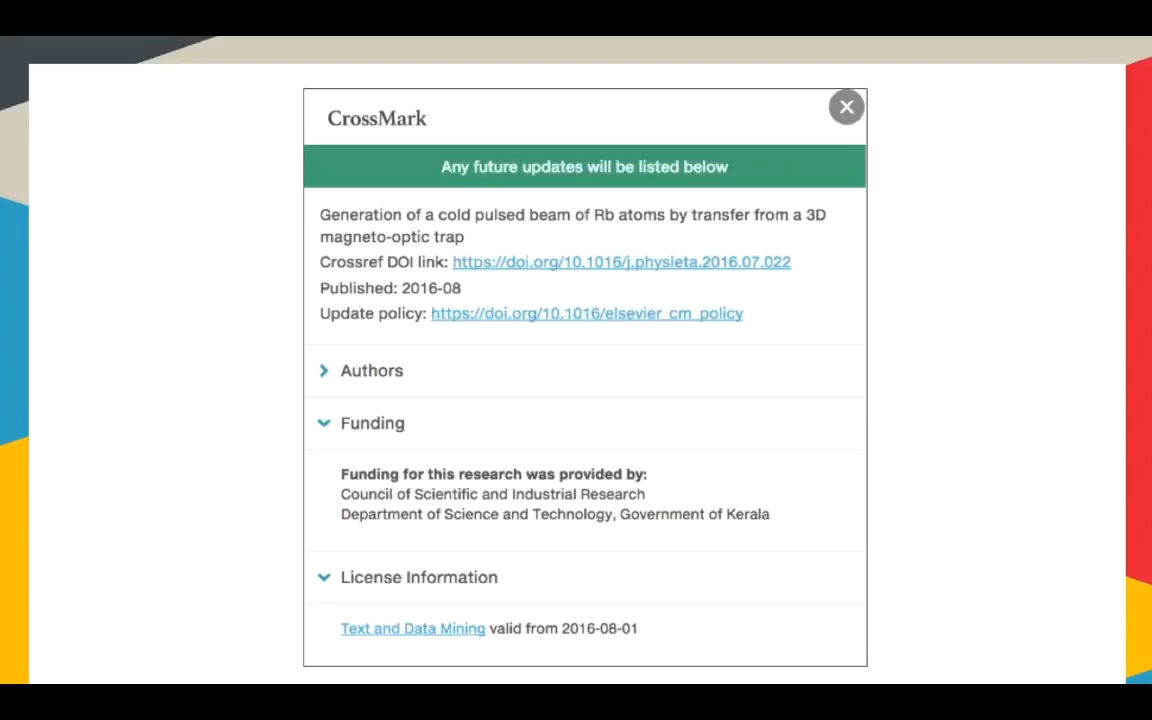 CrossMark
Any future updates will be listed below
Generation of a cold pulsed beam of Rb atoms by transfer from a 3D
magneto-optic trap
Crossref DOI link: https://doi.org/10.1016/j.physleta.2016.07.022
Published: 2016-08
Update policy: https://doi.org/10.1016/elsevier_cm_policy
Authors
Funding
Funding for this research was provided by:
Council of Scientific and Industrial Research
Department of Science and Technology, Government of Kerala
License Information
Text and Data Mining valid from 2016-08-01